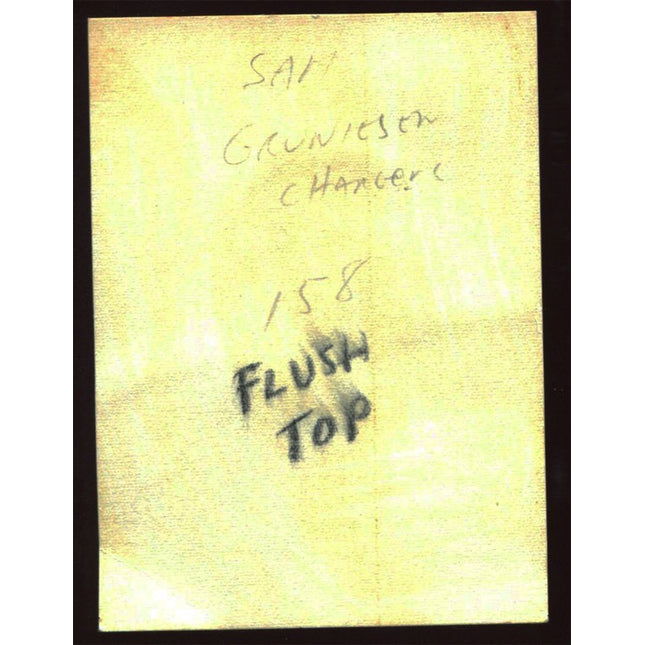 SAM
GRUNIESEN
CHARGERS
158
FLUSH
TOP